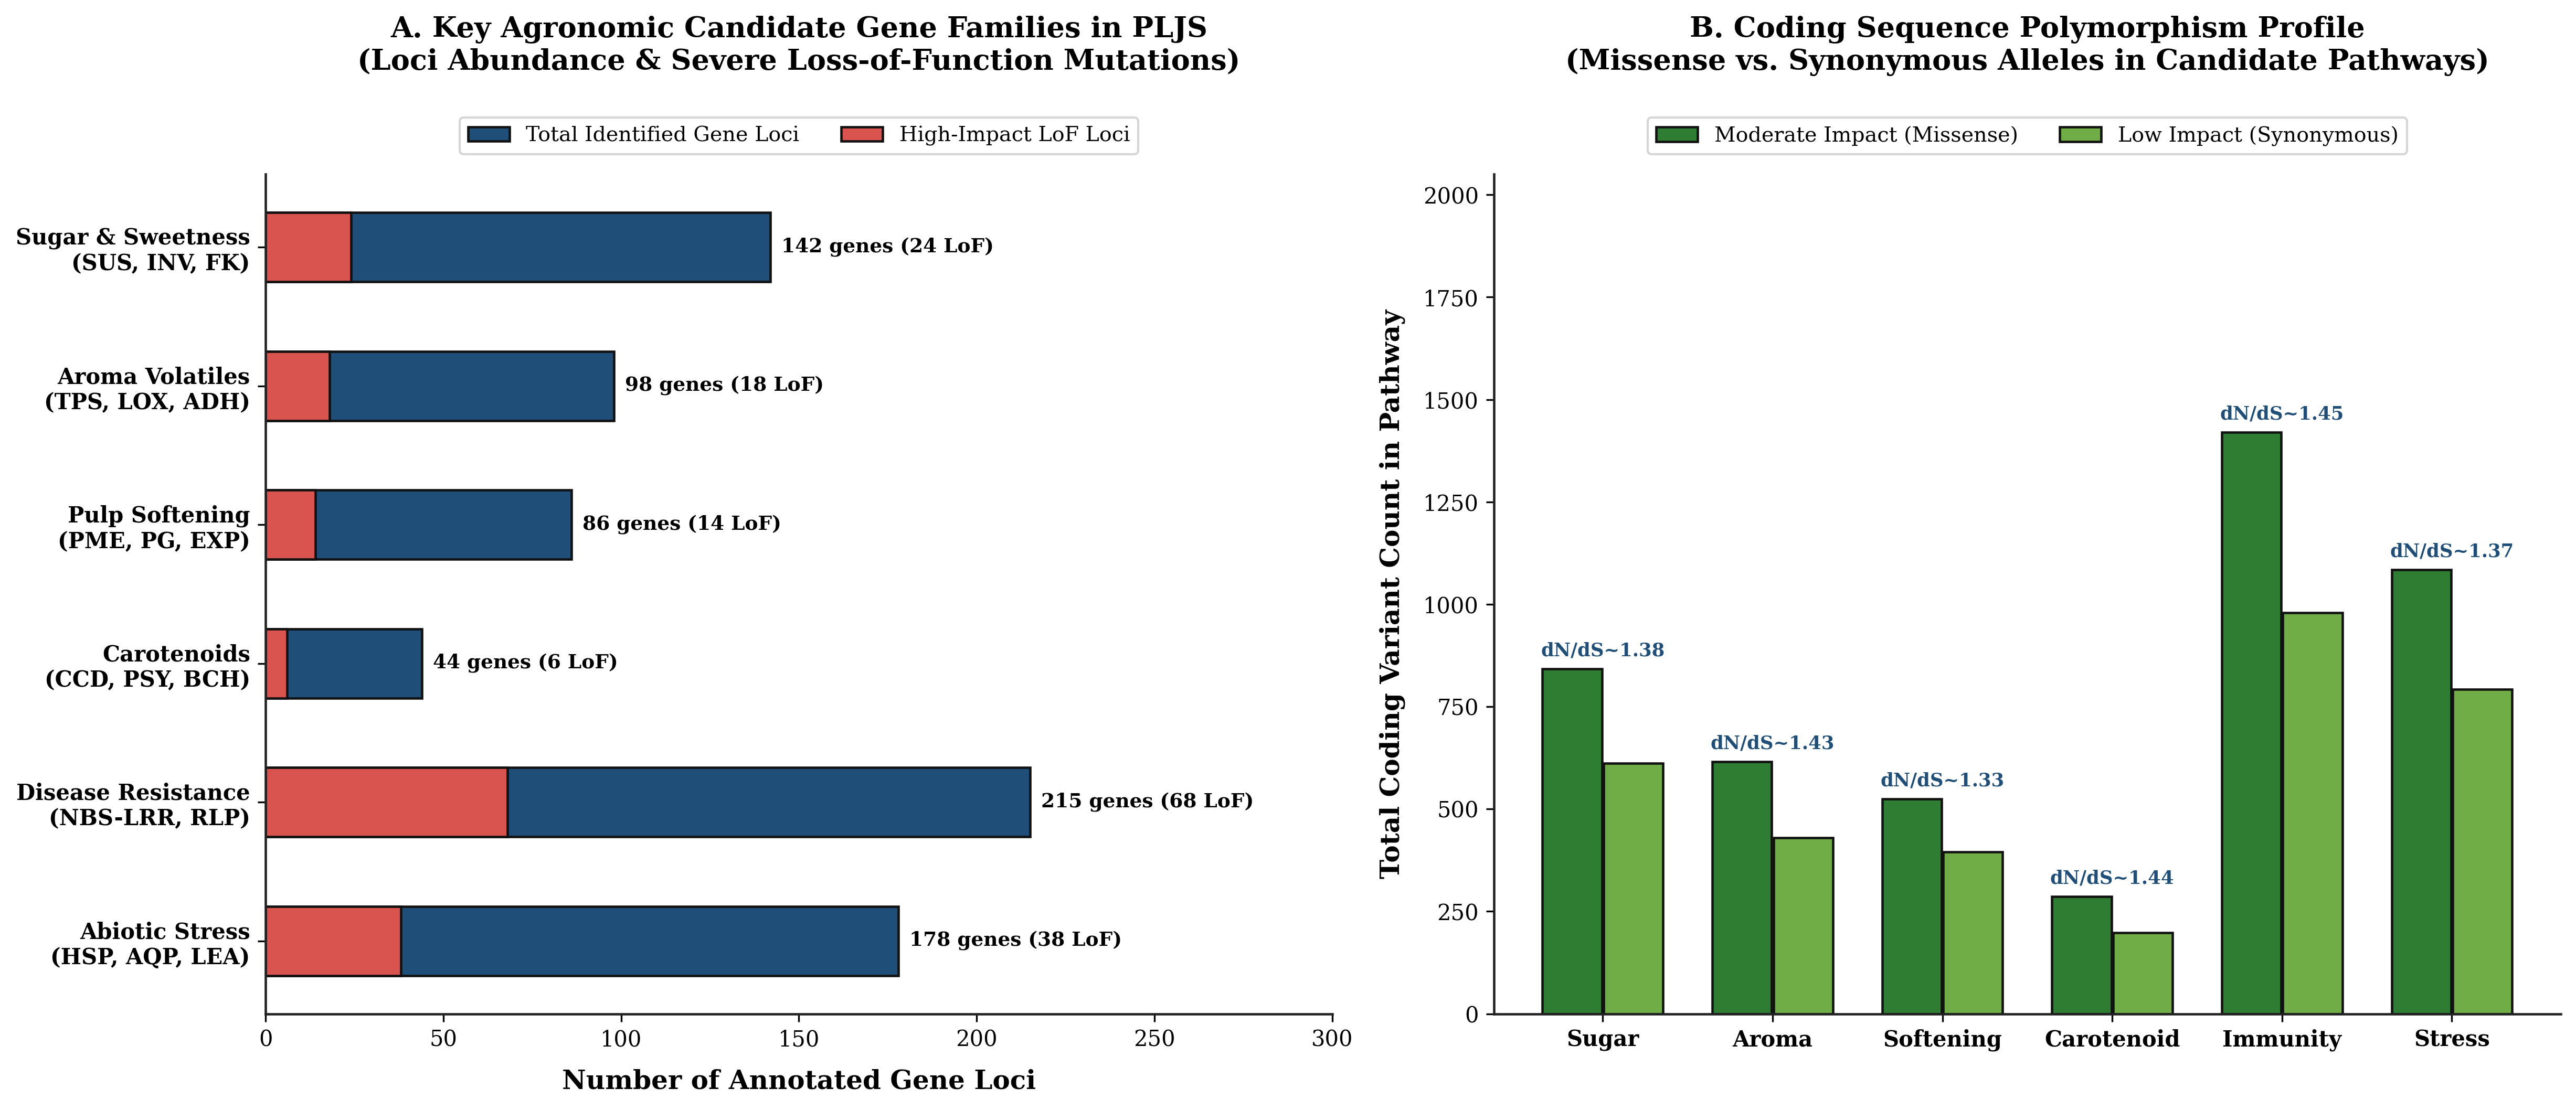 A. Key Agronomic Candidate Gene Families in PLJS
(Loci Abundance & Severe Loss-of-Function Mutations)
Total Identified Gene Loci
High-Impact LoF Loci
Sugar & Sweetness
(SUS, INV, FK)
142 genes (24 LoF)
Aroma Volatiles
(TPS, LOX, ADH)
98 genes (18 LoF)
Pulp Softening
(PME, PG, EXP)
86 genes (14 LoF)
Carotenoids
(CCD, PSY, BCH)
44 genes (6 LoF)
Disease Resistance
(NBS-LRR, RLP)
215 genes (68 LoF)
Abiotic Stress
(HSP, AQP, LEA)
178 genes (38 LoF)
0 50 100 150 200 250 300
Number of Annotated Gene Loci
B. Coding Sequence Polymorphism Profile
(Missense vs. Synonymous Alleles in Candidate Pathways)
Moderate Impact (Missense)
Low Impact (Synonymous)
Total Coding Variant Count in Pathway
2000
1750
1500
1250
1000
750
500
250
0
dN/dS~1.38
dN/dS~1.43
dN/dS~1.33
dN/dS~1.44
dN/dS~1.45
dN/dS~1.37
Sugar Aroma Softening Carotenoid Immunity Stress